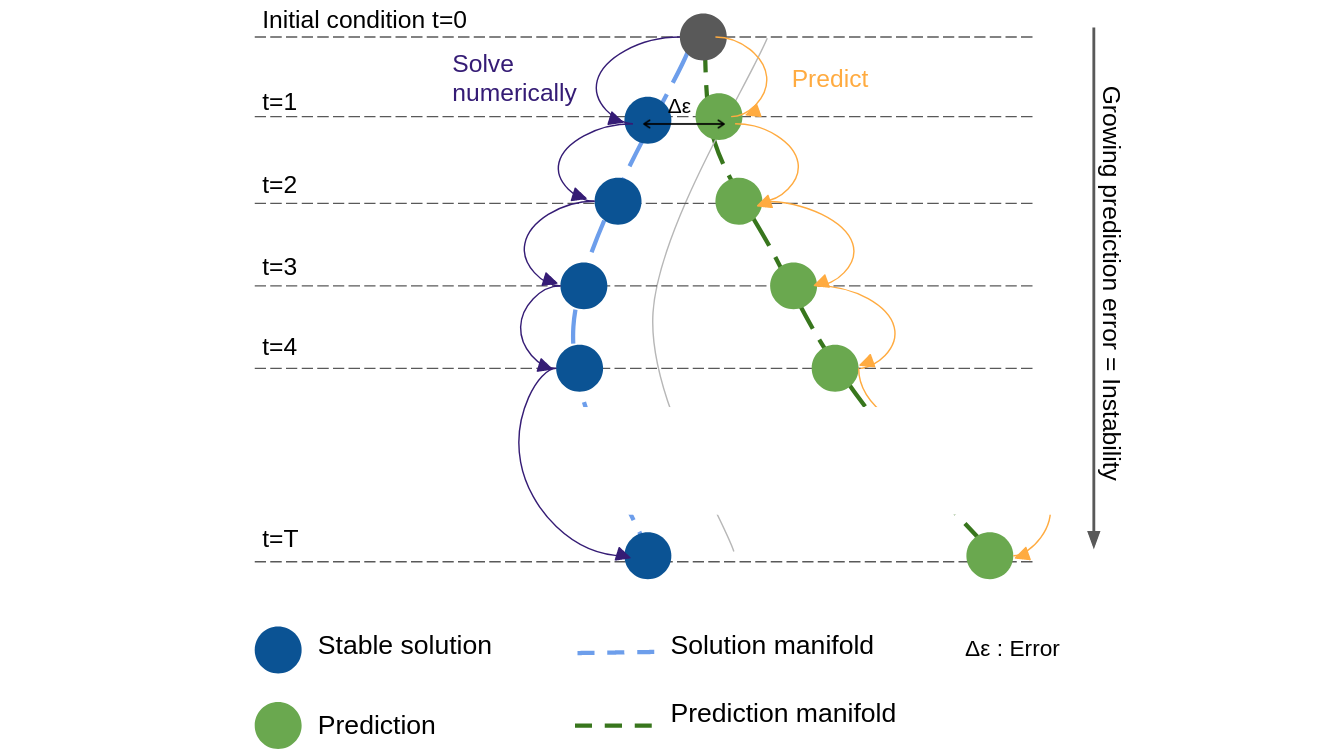 Initial condition t=0
Solve
numerically
Predict
t=1
Δε
t=2
t=3
t=4
t=T
Growing prediction error = Instability
Stable solution
Solution manifold
Δε : Error
Prediction
Prediction manifold